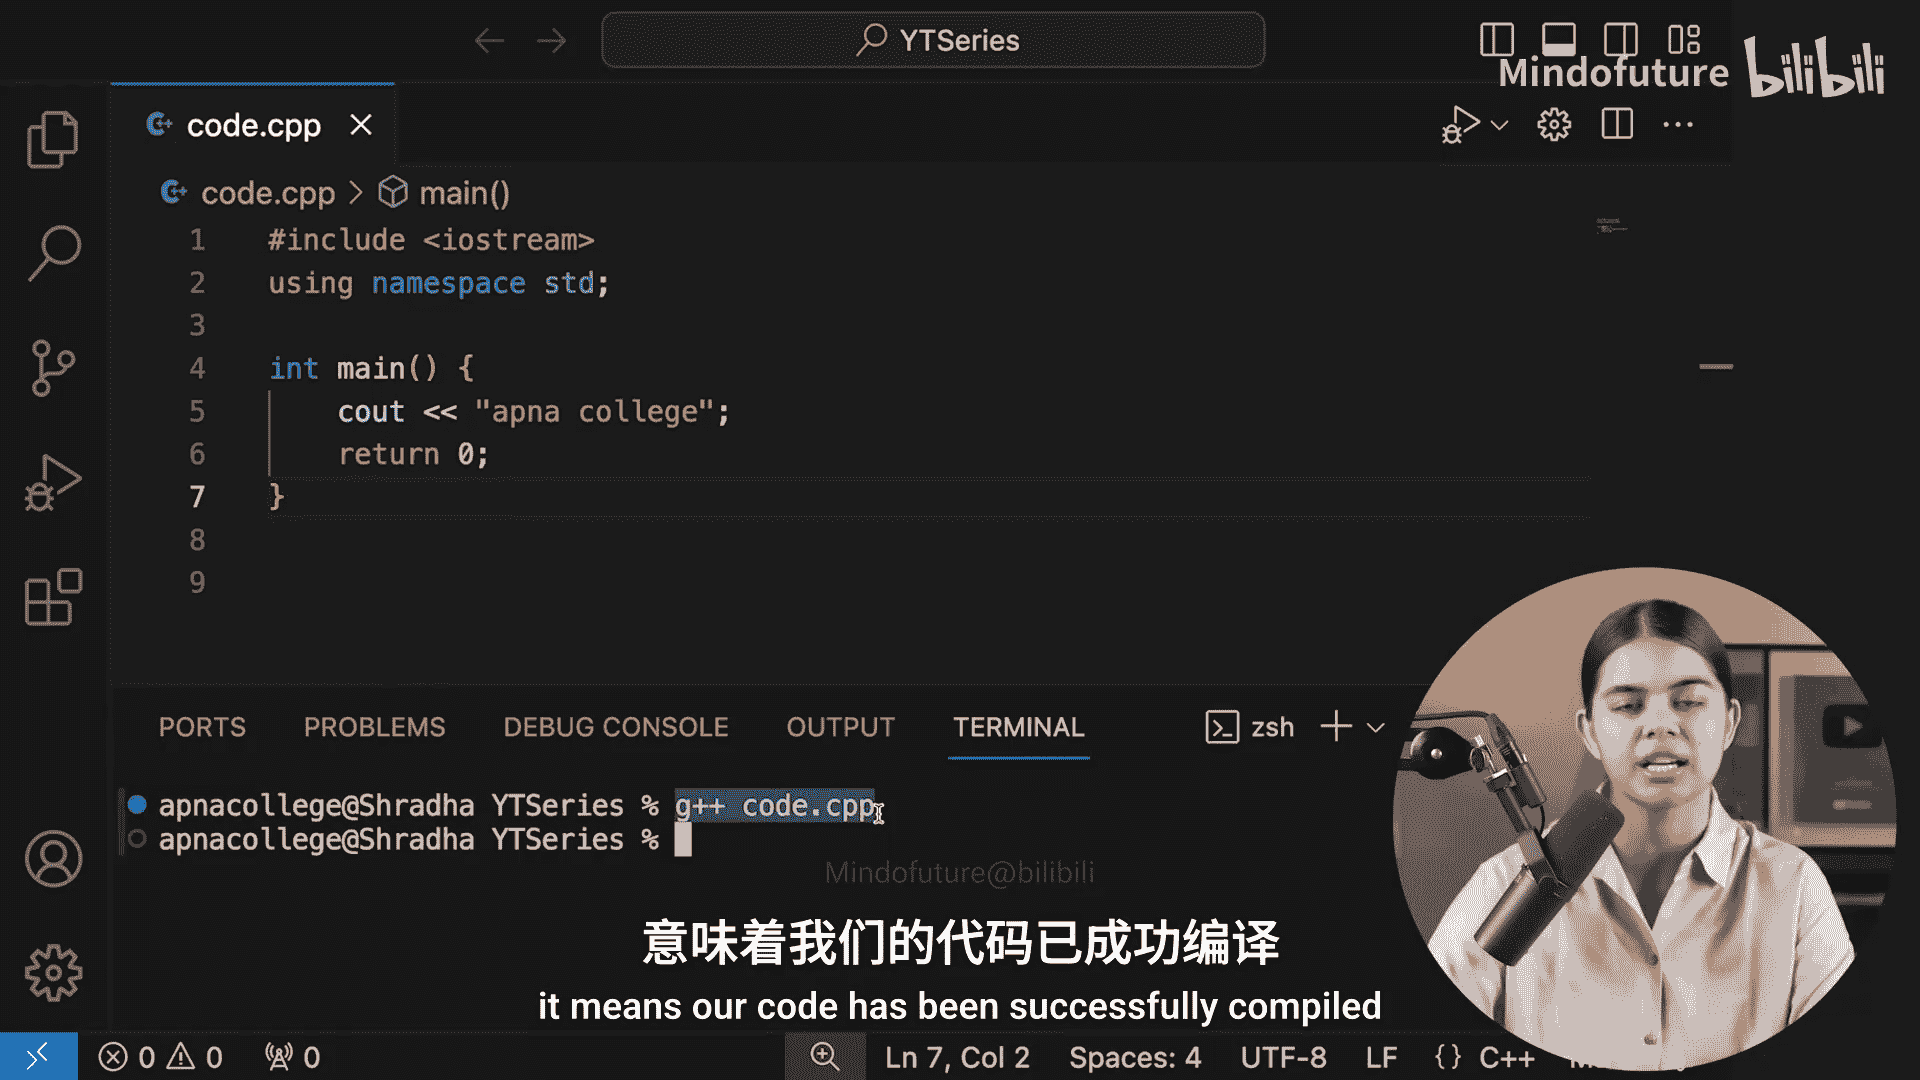 YTSeries
Mindofuture bilibili
code.cpp
code.cpp > main()
1 #include <iostream>
2 using namespace std;
3
4 int main() {
5 cout << "apna college";
6 return 0;
7 }
8
9
PORTS PROBLEMS DEBUG CONSOLE OUTPUT TERMINAL zsh
apnacollege@Shradha YTSeries % g++ code.cpp
apnacollege@Shradha YTSeries %
Mindofuture@bilibili
意味着我们的代码已成功编译
it means our code has been successfully compiled
0 0 0 Ln 7, Col 2 Spaces: 4 UTF-8 LF {} C++